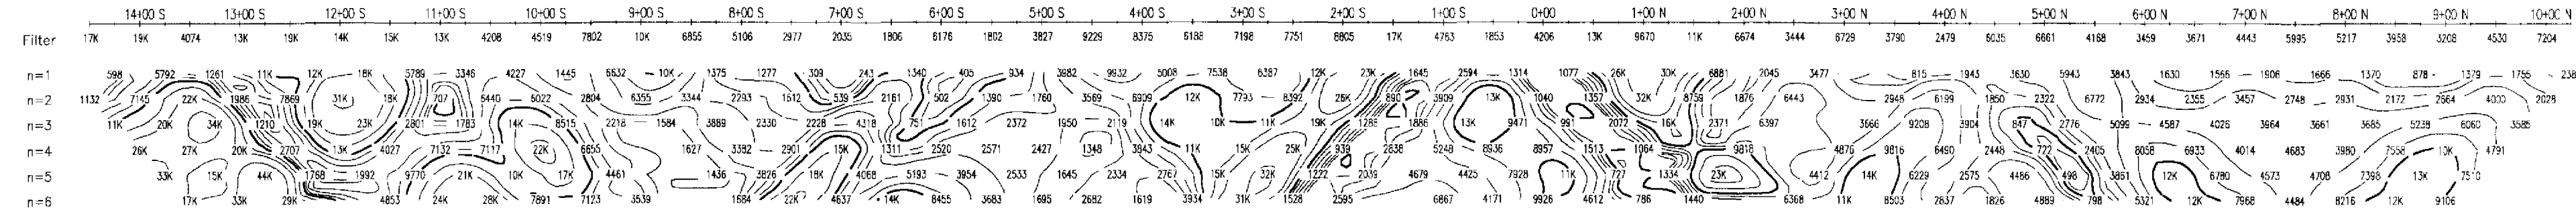 14+00 S 13+00 S 12+00 S 11+00 S 10+00 S 9+00 S 8+00 S 7+00 S 6+00 S 5+00 S 4+00 S 3+00 S 2+00 S 1+00 S 0+00 1+00 N 2+00 N 3+00 N 4+00 N 5+00 N 6+00 N 7+00 N 8+00 N 9+00 N 10+00 N
Filter 17K 19K 4074 13K 19K 14K 15K 13K 4208 4519 7802 10K 6855 5106 2977 2035 1806 6176 1802 3827 9229 8375 6188 7198 7751 8805 17K 4763 1853 4206 13K 9670 11K 6674 3444 6729 3790 2479 6035 6661 4168 3459 3671 4443 5995 5217 3958 3208 4530 7204
n=1 598 5792 1261 11K 12K 18K 5789 3346 4227 1445 6632 10K 1375 1277 309 243 1340 405 934 3982 9932 5008 7538 6387 12K 23K 1645 2594 1314 1077 26K 30K 6881 2045 3477 815 1943 3630 5943 3843 1630 1566 1906 1666 1370 878 1379 1755 238
n=2 1132 7145 22K 1986 7869 31K 18K 707 5440 6022 2804 6355 3344 2293 1612 539 2161 502 1390 1760 3569 6909 12K 7793 8392 26K 890 3909 13K 1040 1357 32K 8759 1876 6443 2948 6199 1850 2322 6772 2934 2355 3457 2748 2931 2172 2664 4000 2028
n=3 11K 20K 34K 1210 19K 23K 2801 1783 14K 8515 2218 1584 3889 2330 2228 4318 751 1612 2372 1950 2119 14K 10K 11K 19K 1288 1886 13K 9471 991 2072 16K 2371 6397 3666 9208 3904 847 2776 5099 4587 4026 3964 3661 3685 5238 6060 3585
n=4 26K 27K 20K 2707 13K 4027 7132 7117 22K 6655 1627 3382 2901 15K 1311 2520 2571 2427 1348 3943 11K 15K 25K 939 2838 5248 8936 8957 1513 1064 9818 4876 9816 6490 2448 722 2405 8058 6933 4014 4683 3980 7558 10K 4791
n=5 33K 15K 44K 1768 1992 9770 21K 10K 17K 4461 1436 3826 18K 4068 5193 3954 2533 1645 2334 2767 15K 32K 1222 2039 4679 4425 7928 11K 727 1334 23K 4412 14K 6229 2575 4486 498 3851 12K 6780 4573 4708 7398 13K 7510
n=6 17K 33K 29K 4853 24K 28K 7891 7123 3539 1684 22K 4637 14K 8455 3683 1695 2682 1619 3934 31K 1528 2595 6867 4171 9926 4612 786 1440 6368 11K 8503 2837 1826 4889 798 5321 12K 7968 4484 8216 12K 9106